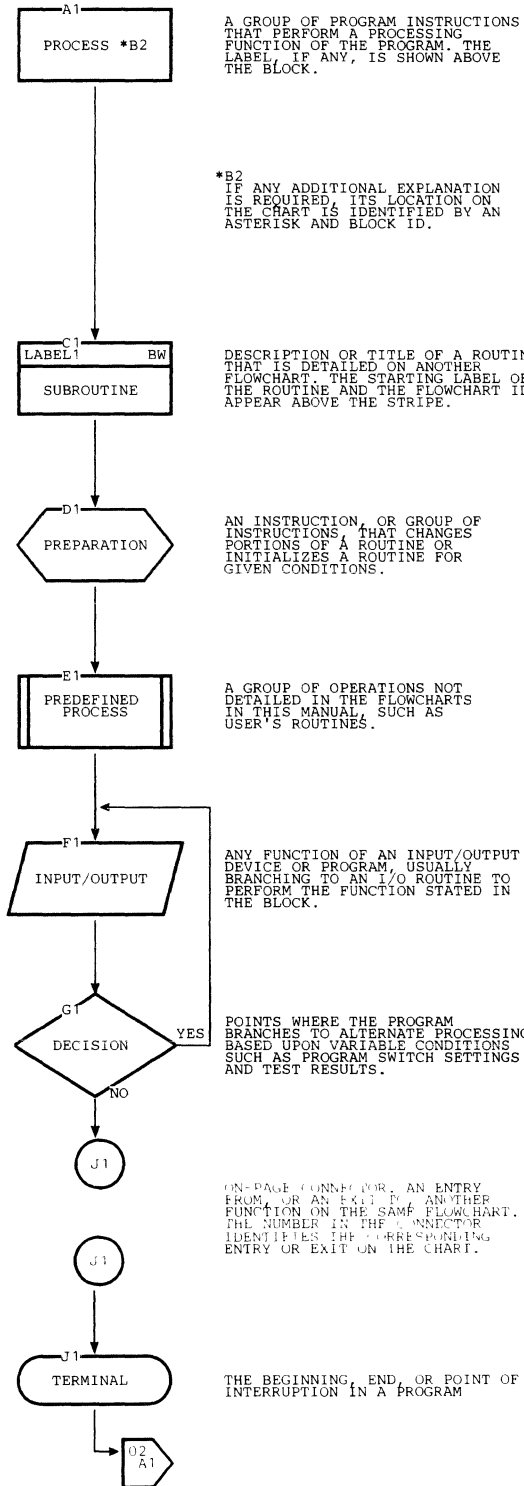 A1
PROCESS *B2
A GROUP OF PROGRAM INSTRUCTIONS
THAT PERFORM A PROCESSING
FUNCTION OF THE PROGRAM. THE
LABEL, IF ANY, IS SHOWN ABOVE
THE BLOCK.
*B2
IF ANY ADDITIONAL EXPLANATION
IS REQUIRED, ITS LOCATION ON
THE CHART IS IDENTIFIED BY AN
ASTERISK AND BLOCK ID.
C1
LABEL1 BW
SUBROUTINE
DESCRIPTION OR TITLE OF A ROUTIN
THAT IS DETAILED ON ANOTHER
FLOWCHART. THE STARTING LABEL O
THE ROUTINE AND THE FLOWCHART I
APPEAR ABOVE THE STRIPE.
D1
PREPARATION
AN INSTRUCTION, OR GROUP OF
INSTRUCTIONS, THAT CHANGES
PORTIONS OF A ROUTINE OR
INITIALIZES A ROUTINE FOR
GIVEN CONDITIONS.
E1
PREDEFINED
PROCESS
A GROUP OF OPERATIONS NOT
DETAILED IN THE FLOWCHARTS
IN THIS MANUAL, SUCH AS
USER'S ROUTINES.
F1
INPUT/OUTPUT
ANY FUNCTION OF AN INPUT/OUTPUT
DEVICE OR PROGRAM, USUALLY
BRANCHING TO AN I/O ROUTINE TO
PERFORM THE FUNCTION STATED IN
THE BLOCK.
G1
DECISION
YES
NO
POINTS WHERE THE PROGRAM
BRANCHES TO ALTERNATE PROCESSING
BASED UPON VARIABLE CONDITIONS
SUCH AS PROGRAM SWITCH SETTINGS
AND TEST RESULTS.
J1
ON-PAGE CONNECTOR. AN ENTRY
FROM, OR AN EXIT TO, ANOTHER
FUNCTION ON THE SAME FLOWCHART.
THE NUMBER IN THE CONNECTOR
IDENTIFIES THE CORRESPONDING
ENTRY OR EXIT ON THE CHART.
J1
J1
TERMINAL
THE BEGINNING, END, OR POINT OF
INTERRUPTION IN A PROGRAM
02
A1